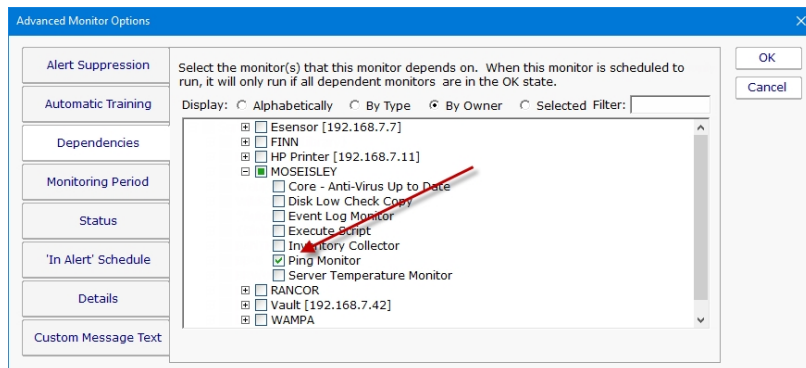 Advanced Monitor Options
Alert Suppression
Automatic Training
Dependencies
Monitoring Period
Status
'In Alert' Schedule
Details
Custom Message Text
Select the monitor(s) that this monitor depends on. When this monitor is scheduled to
run, it will only run if all dependent monitors are in the OK state.
Display: Alphabetically By Type By Owner Selected Filter:
Esensor [192.168.7.7]
FINN
HP Printer [192.168.7.11]
MOSEISLEY
Core - Anti-Virus Up to Date
Disk Low Check Copy
Event Log Monitor
Execute Script
Inventory Collector
Ping Monitor
Server Temperature Monitor
RANCOR
Vault [192.168.7.42]
WAMPA
OK
Cancel